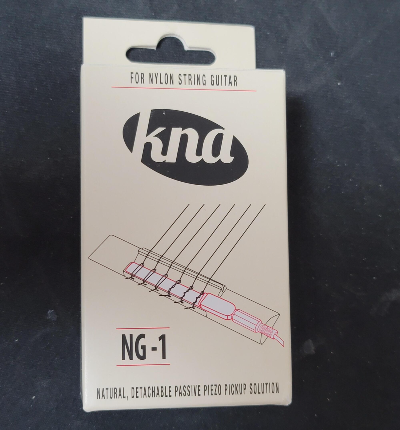 FOR NYLON STRING GUITAR
kna
NG-1
NATURAL, DETACHABLE PASSIVE PIEZO PICKUP SOLUTION